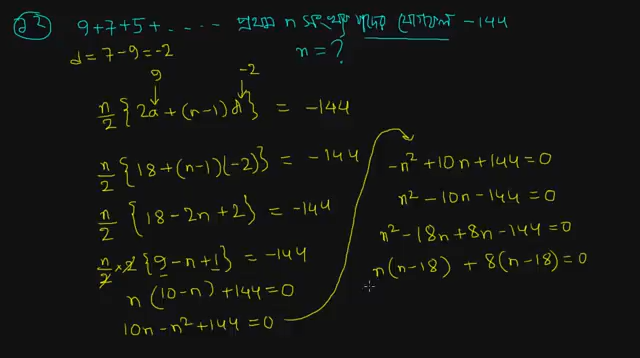 ২২ 9+7+5+..... প্রথম n সংখ্যক পদের যোগফল -144
d = 7-9 = -2
n = ?
9
-2
n/2 {2a + (n-1) d} = -144
n/2 {18 + (n-1)(-2)} = -144
n/2 {18 - 2n + 2} = -144
n/2 × 2 {9 - n + 1} = -144
n (10-n) + 144 = 0
10n - n² + 144 = 0
-n² + 10n + 144 = 0
n² - 10n - 144 = 0
n² - 18n + 8n - 144 = 0
n(n-18) + 8(n-18) = 0